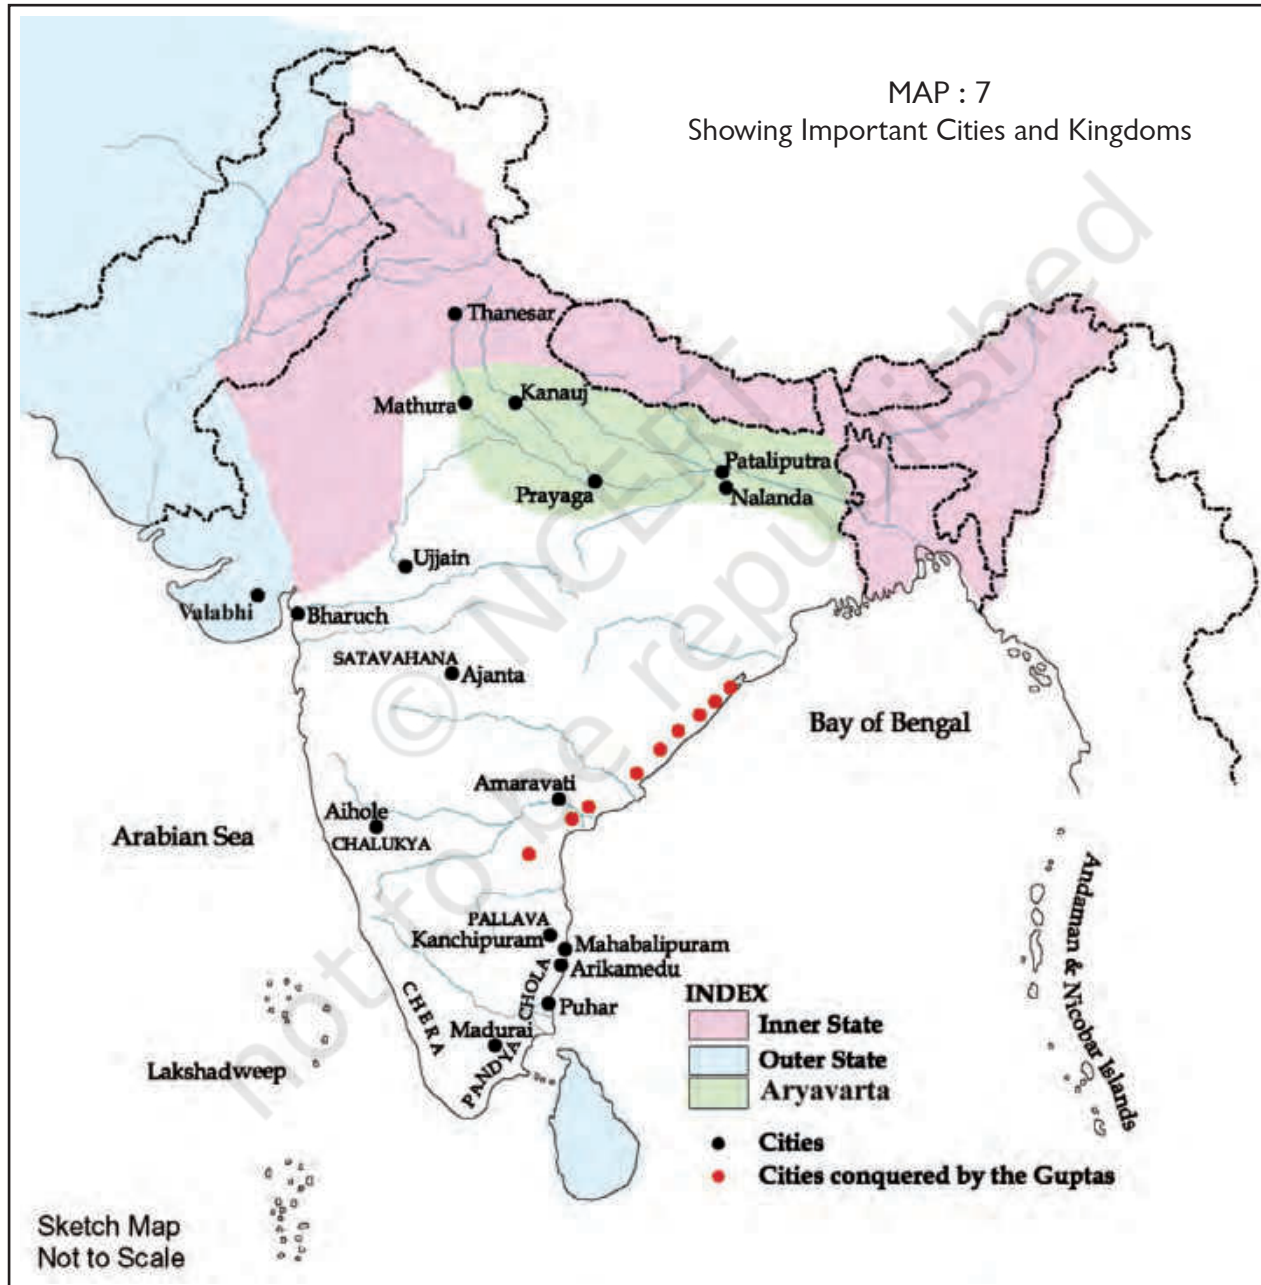 MAP : 7
Showing Important Cities and Kingdoms
Thanesar
Kanauj
Mathura
Pataliputra
Prayaga
Nalanda
Ujjain
Valabhi
Bharuch
SATAVAHANA
Ajanta
Bay of Bengal
Amaravati
Aihole
CHALUKYA
Arabian Sea
PALLAVA
Kanchipuram
Mahabalipuram
Arikamedu
CHOLA
CHERA
Puhar
Madurai
PANDYA
Lakshadweep
Andaman & Nicobar Islands
INDEX
Inner State
Outer State
Aryavarta
Cities
Cities conquered by the Guptas
Sketch Map
Not to Scale
© NCERT
not to be republished